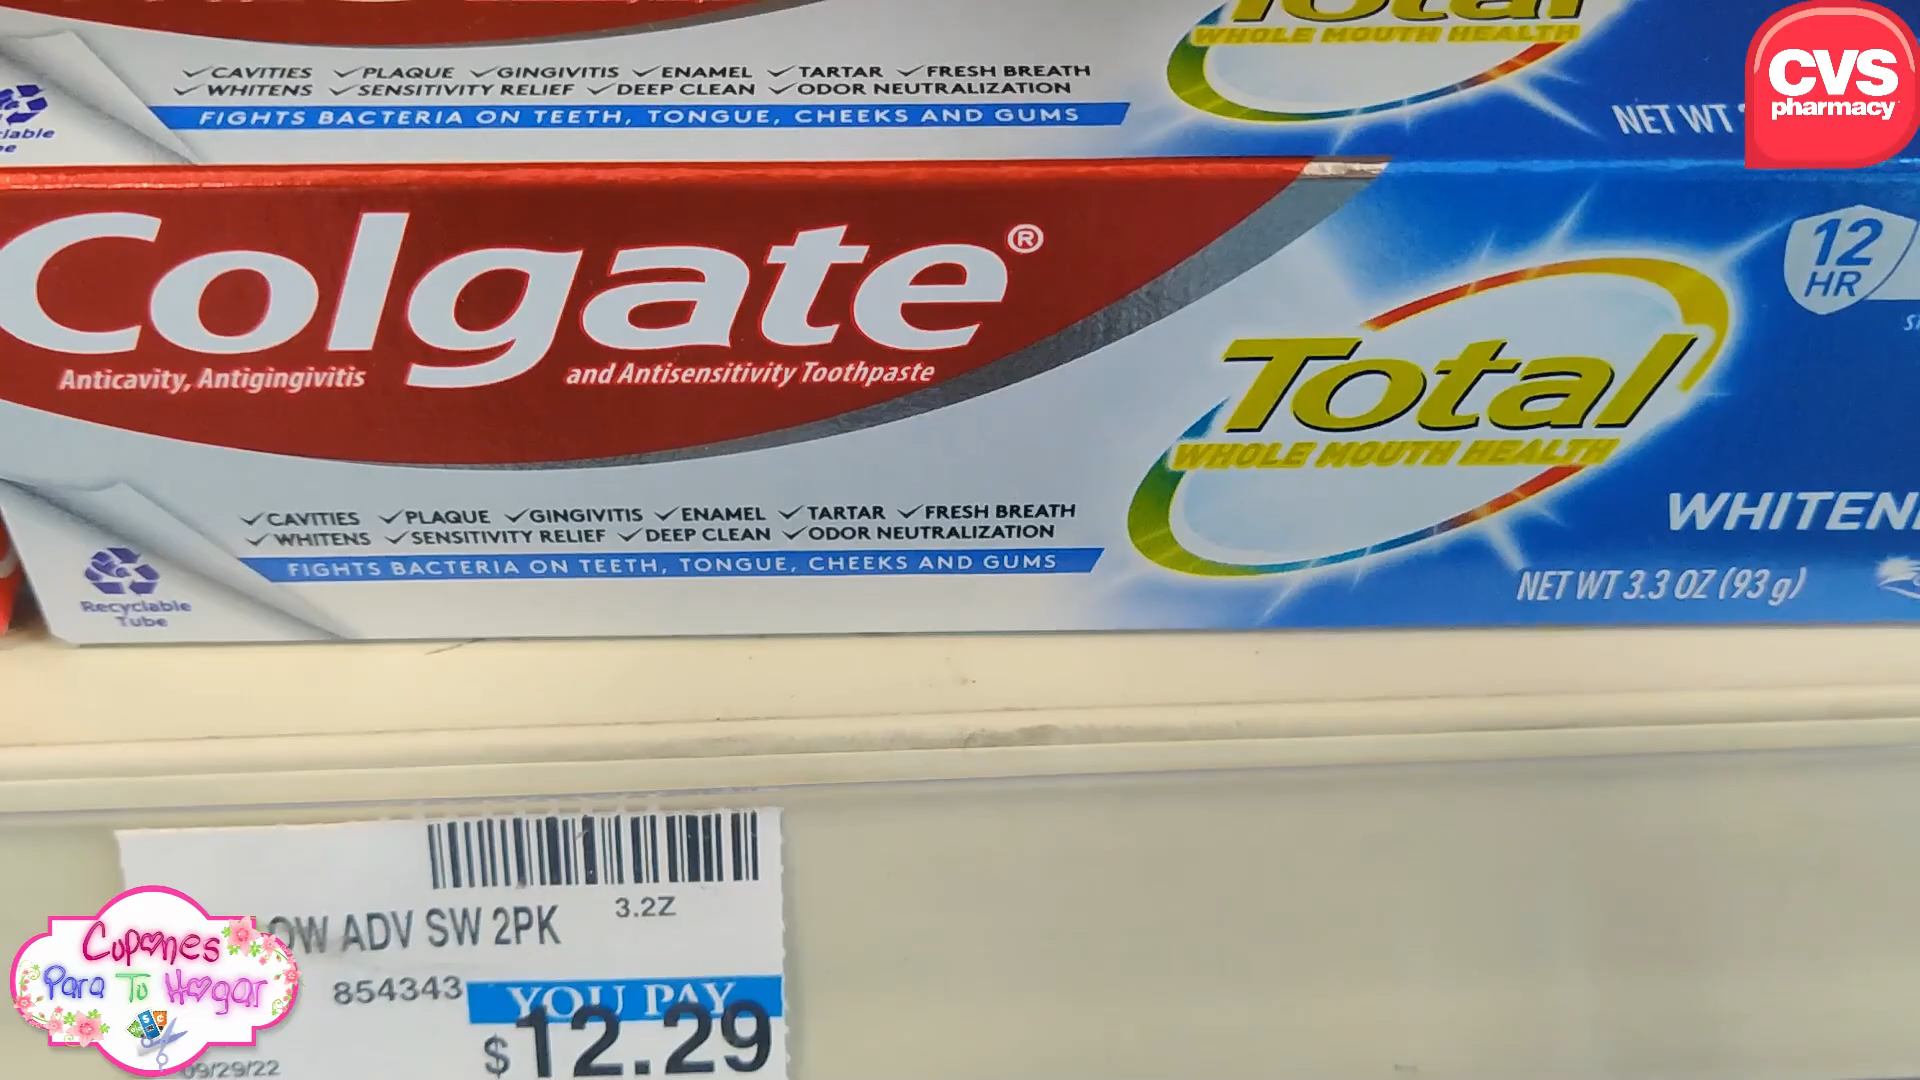 Total
WHOLE MOUTH HEALTH
CVS
pharmacy
✓CAVITIES ✓PLAQUE ✓GINGIVITIS ✓ENAMEL ✓TARTAR ✓FRESH BREATH
✓WHITENS ✓SENSITIVITY RELIEF ✓DEEP CLEAN ✓ODOR NEUTRALIZATION
FIGHTS BACTERIA ON TEETH, TONGUE, CHEEKS AND GUMS
NET WT
Colgate®
Anticavity, Antigingivitis and Antisensitivity Toothpaste
12
HR
Total
WHOLE MOUTH HEALTH
✓CAVITIES ✓PLAQUE ✓GINGIVITIS ✓ENAMEL ✓TARTAR ✓FRESH BREATH
✓WHITENS ✓SENSITIVITY RELIEF ✓DEEP CLEAN ✓ODOR NEUTRALIZATION
FIGHTS BACTERIA ON TEETH, TONGUE, CHEEKS AND GUMS
WHITEN
NET WT 3.3 OZ (93 g)
Recyclable
Tube
3.2Z
OW ADV SW 2PK
854343
YOU PAY
$12.29
09/29/22
Cupones
Para Tu Hogar